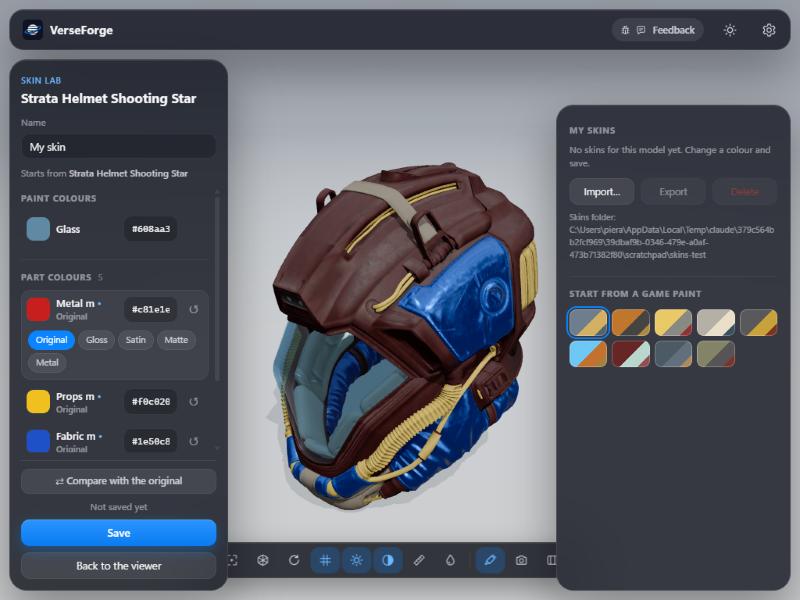 VerseForge
Feedback
SKIN LAB
Strata Helmet Shooting Star
Name
My skin
Starts from Strata Helmet Shooting Star
PAINT COLOURS
Glass
#608aa3
PART COLOURS 5
Metal m
#c81e1e
Original
Original Gloss Satin Matte
Metal
Props m
#f0c020
Original
Fabric m
#1e50c8
Original
Compare with the original
Not saved yet
Save
Back to the viewer
MY SKINS
No skins for this model yet. Change a colour and
save.
Import... Export Delete
Skins folder:
C:\Users\piera\AppData\Local\Temp\claude\379c564b
b2fcf969\39dbaf9b-0346-479e-a0af-
473b71382f80\scratchpad\skins-test
START FROM A GAME PAINT